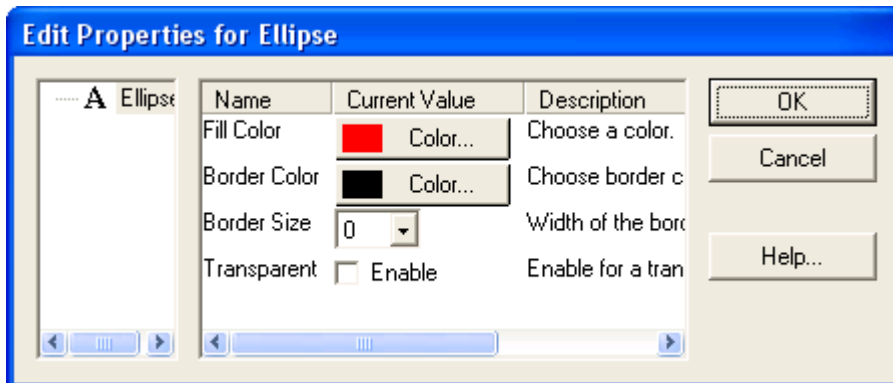 Edit Properties for Ellipse
A Ellipse
Name Current Value Description
Fill Color Color... Choose a color.
Border Color Color... Choose border c
Border Size 0 Width of the bord
Transparent Enable Enable for a tran
OK
Cancel
Help...